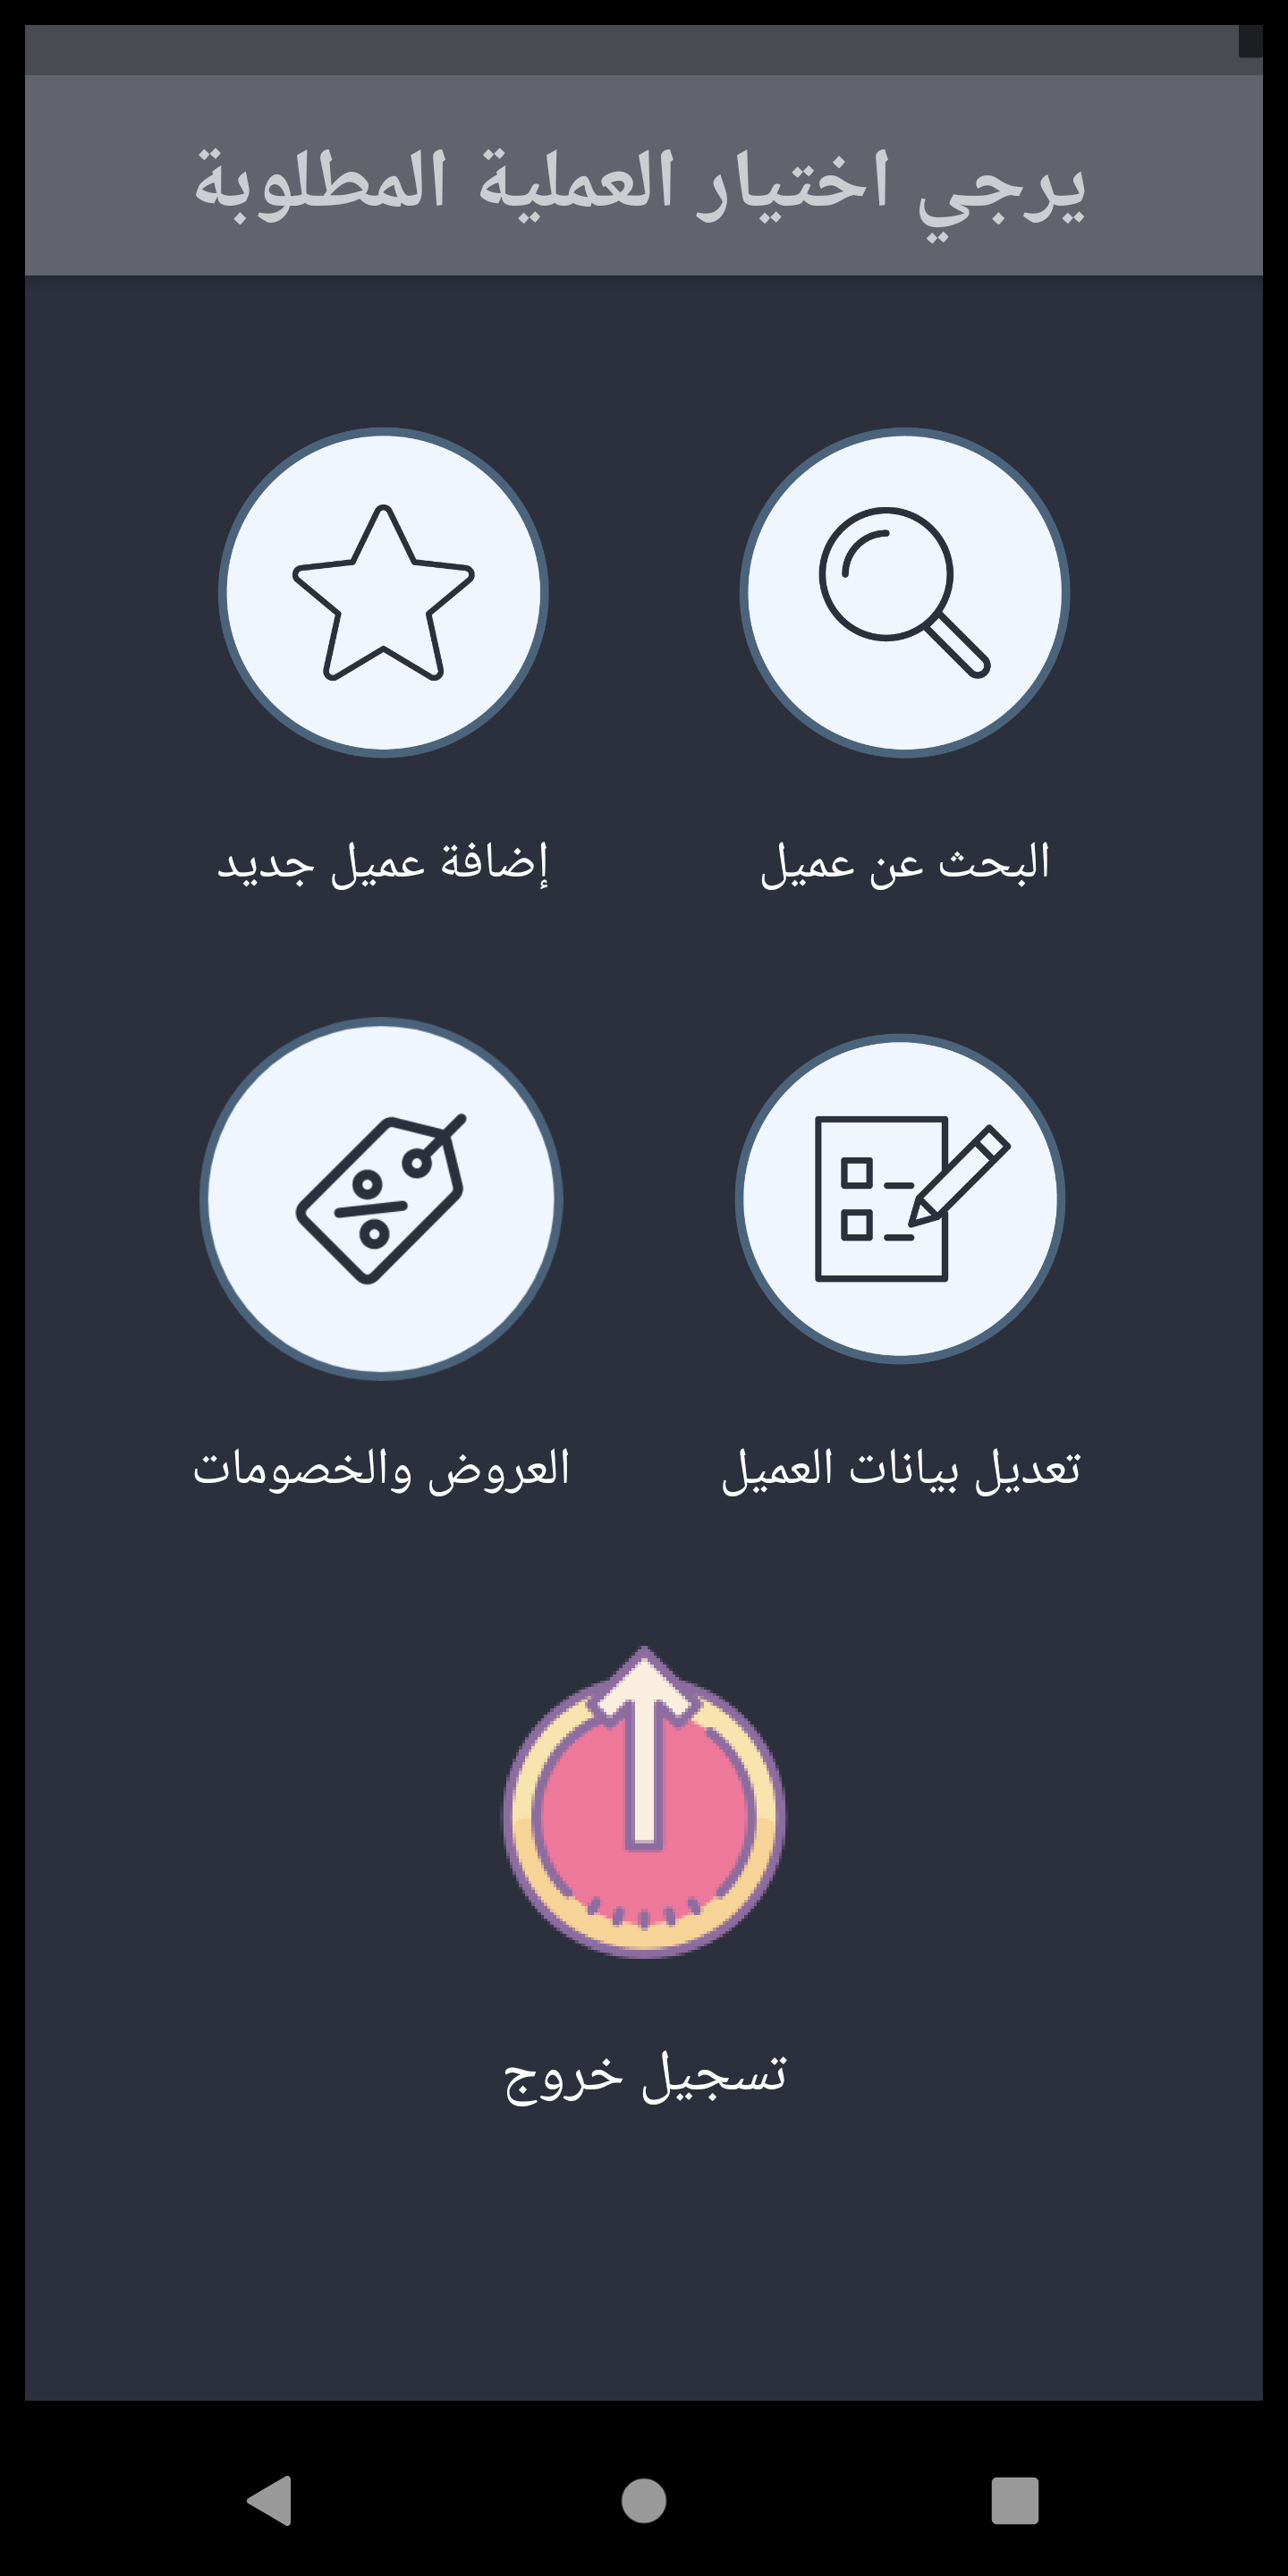 يرجي اختيار العملية المطلوبة
البحث عن عميل
إضافة عميل جديد
تعديل بيانات العميل
العروض والخصومات
تسجيل خروج